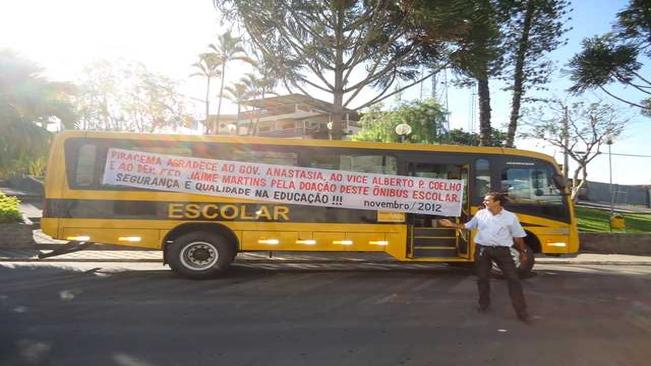 PIRACEMA AGRADECE AO GOV. ANASTASIA, AO VICE ALBERTO P. COELHO
E AO DEP. FED. JAIME MARTINS PELA DOAÇÃO DESTE ÔNIBUS ESCOLAR.
SEGURANÇA E QUALIDADE NA EDUCAÇÃO !!! novembro/2012
ESCOLAR